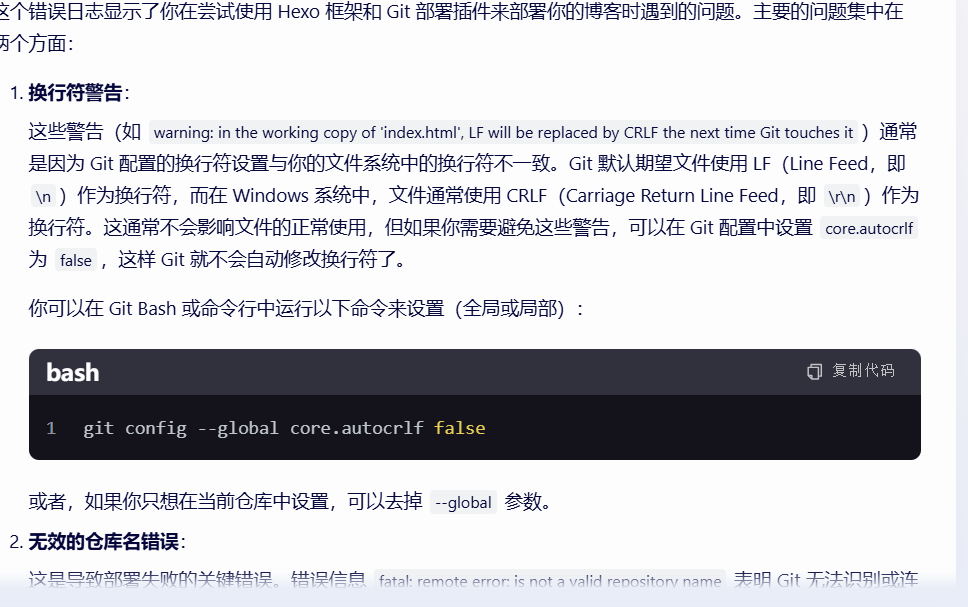 这个错误日志显示了你在尝试使用 Hexo 框架和 Git 部署插件来部署你的博客时遇到的问题。主要的问题集中在
两个方面：
1. 换行符警告：
这些警告（如 warning: in the working copy of 'index.html', LF will be replaced by CRLF the next time Git touches it ）通常
是因为 Git 配置的换行符设置与你的文件系统中的换行符不一致。Git 默认期望文件使用 LF（Line Feed，即
\n ）作为换行符，而在 Windows 系统中，文件通常使用 CRLF（Carriage Return Line Feed，即 \r\n ）作为
换行符。这通常不会影响文件的正常使用，但如果你需要避免这些警告，可以在 Git 配置中设置 core.autocrlf
为 false ，这样 Git 就不会自动修改换行符了。
你可以在 Git Bash 或命令行中运行以下命令来设置（全局或局部）：
bash 复制代码
1 git config --global core.autocrlf false
或者，如果你只想在当前仓库中设置，可以去掉 --global 参数。
2. 无效的仓库名错误：
这是导致部署失败的关键错误。错误信息 fatal: remote error: is not a valid repository name 表明 Git 无法识别或连